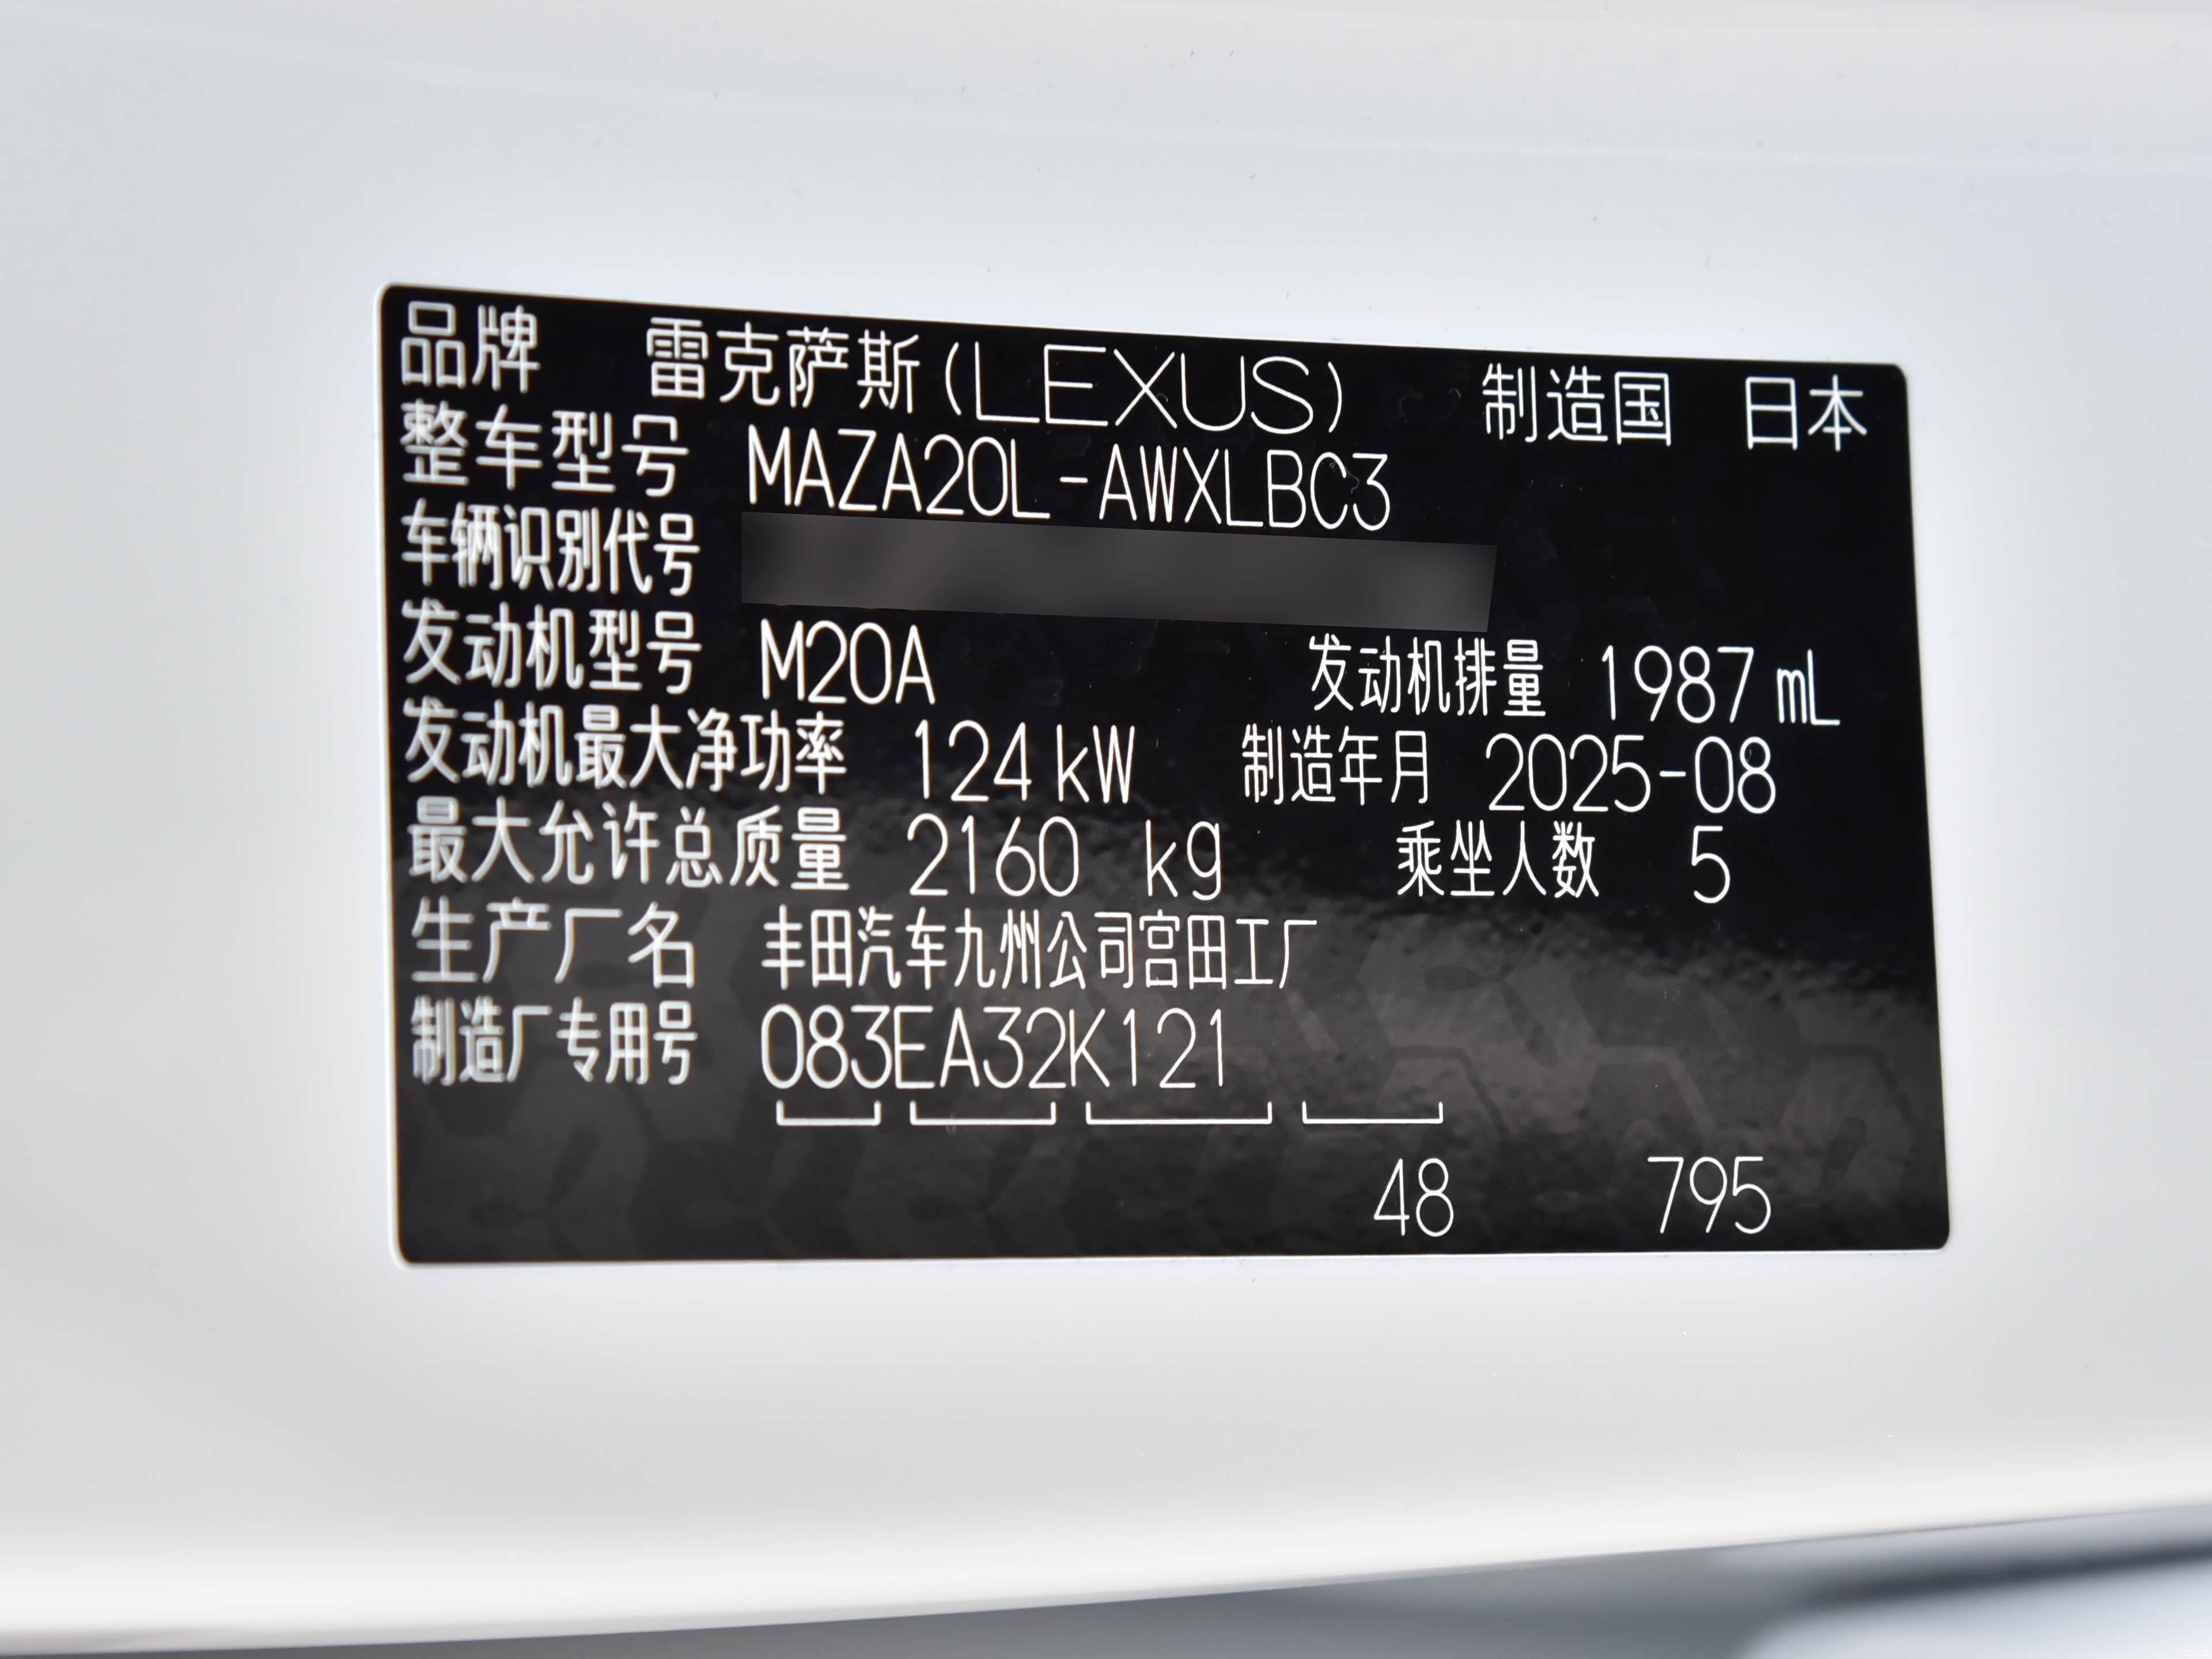 品牌 雷克萨斯(LEXUS) 制造国 日本
整车型号 MAZA20L-AWXLBC3
车辆识别代号
发动机型号 M20A 发动机排量 1987 mL
发动机最大净功率 124 kW 制造年月 2025-08
最大允许总质量 2160 kg 乘坐人数 5
生产厂名 丰田汽车九州公司宫田工厂
制造厂专用号 083EA32K121
48 795